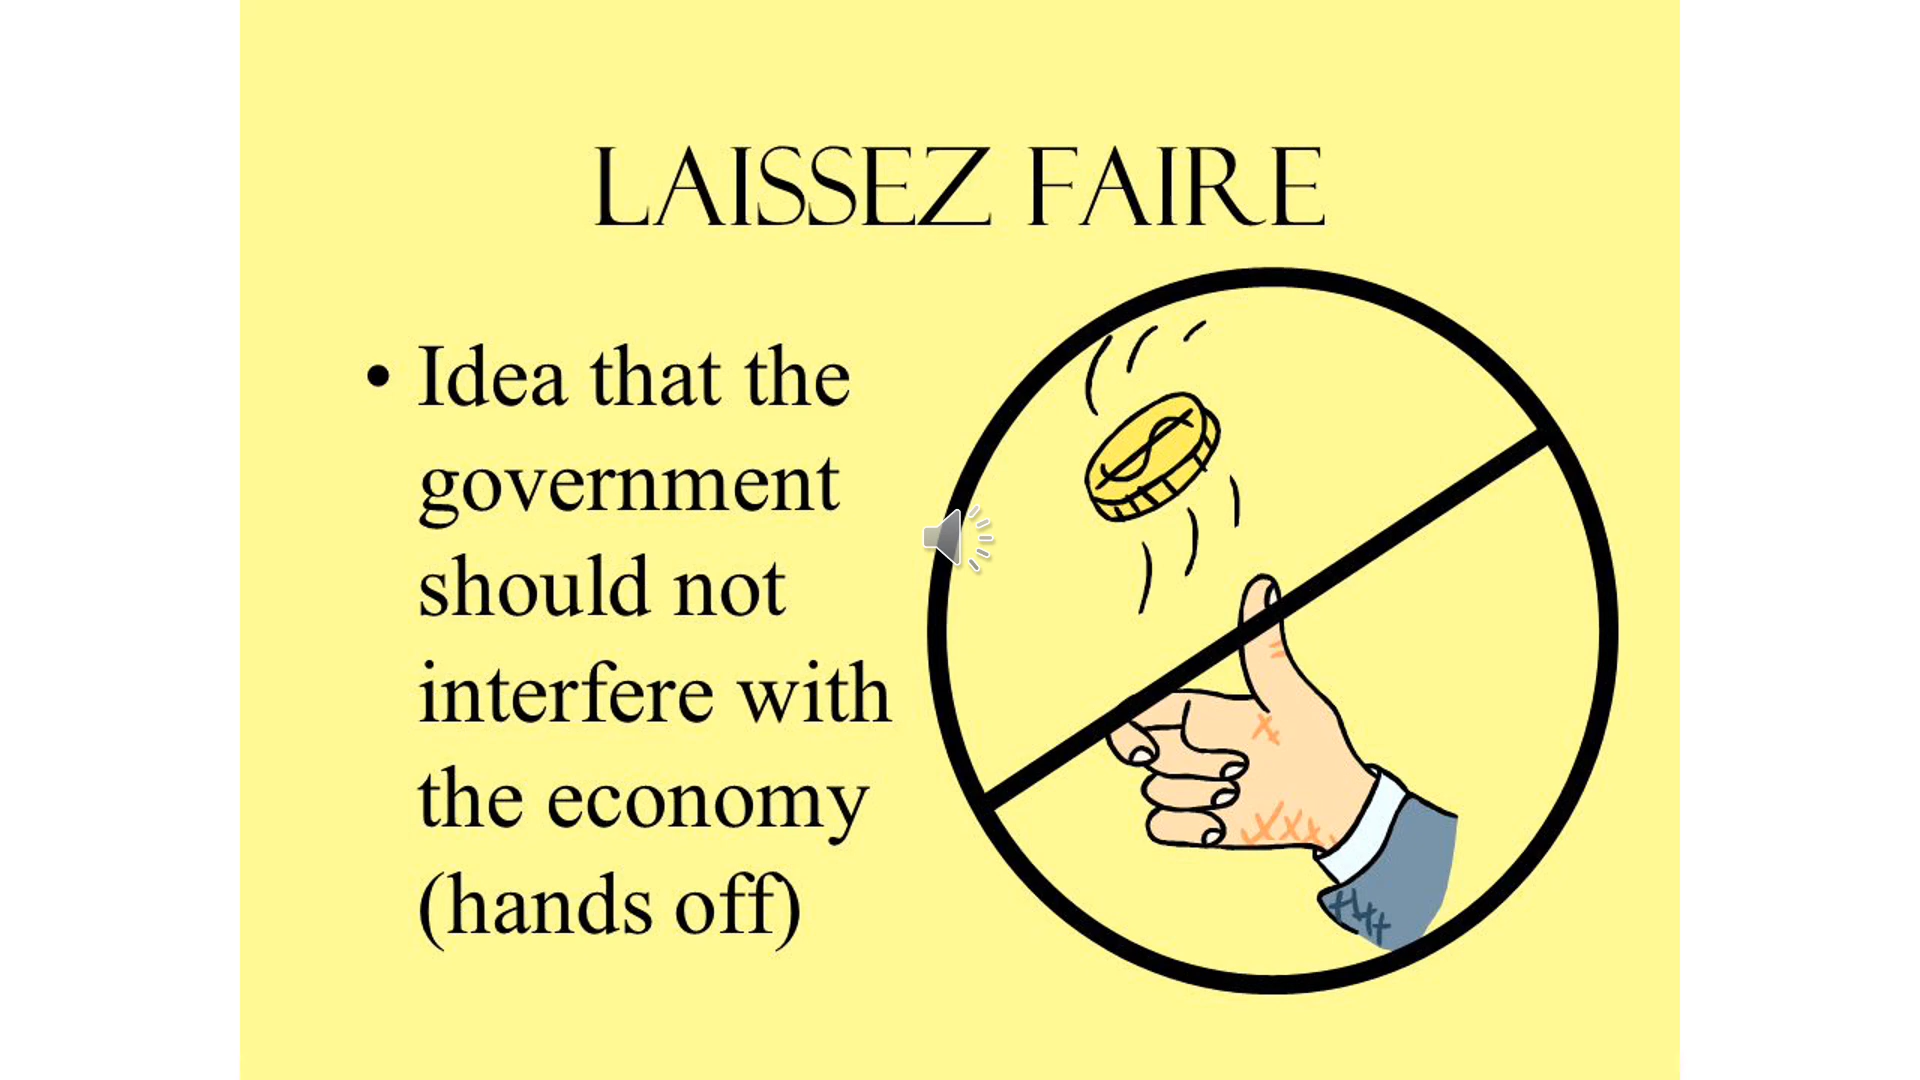 LAISSEZ FAIRE
• Idea that the
government
should not
interfere with
the economy
(hands off)